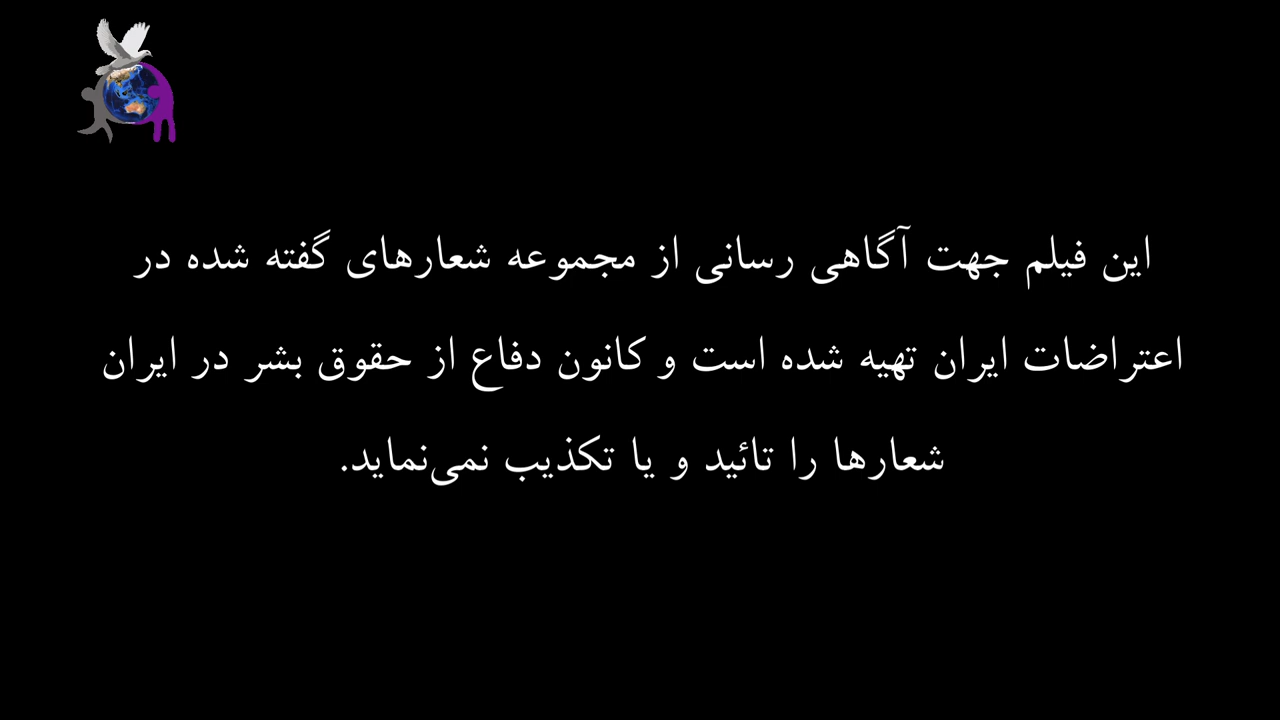 این فیلم جهت آگاهی رسانی از مجموعه شعارهای گفته شده در
اعتراضات ایران تهیه شده است و کانون دفاع از حقوق بشر در ایران
شعارها را تائید و یا تکذیب نمی‌نماید.